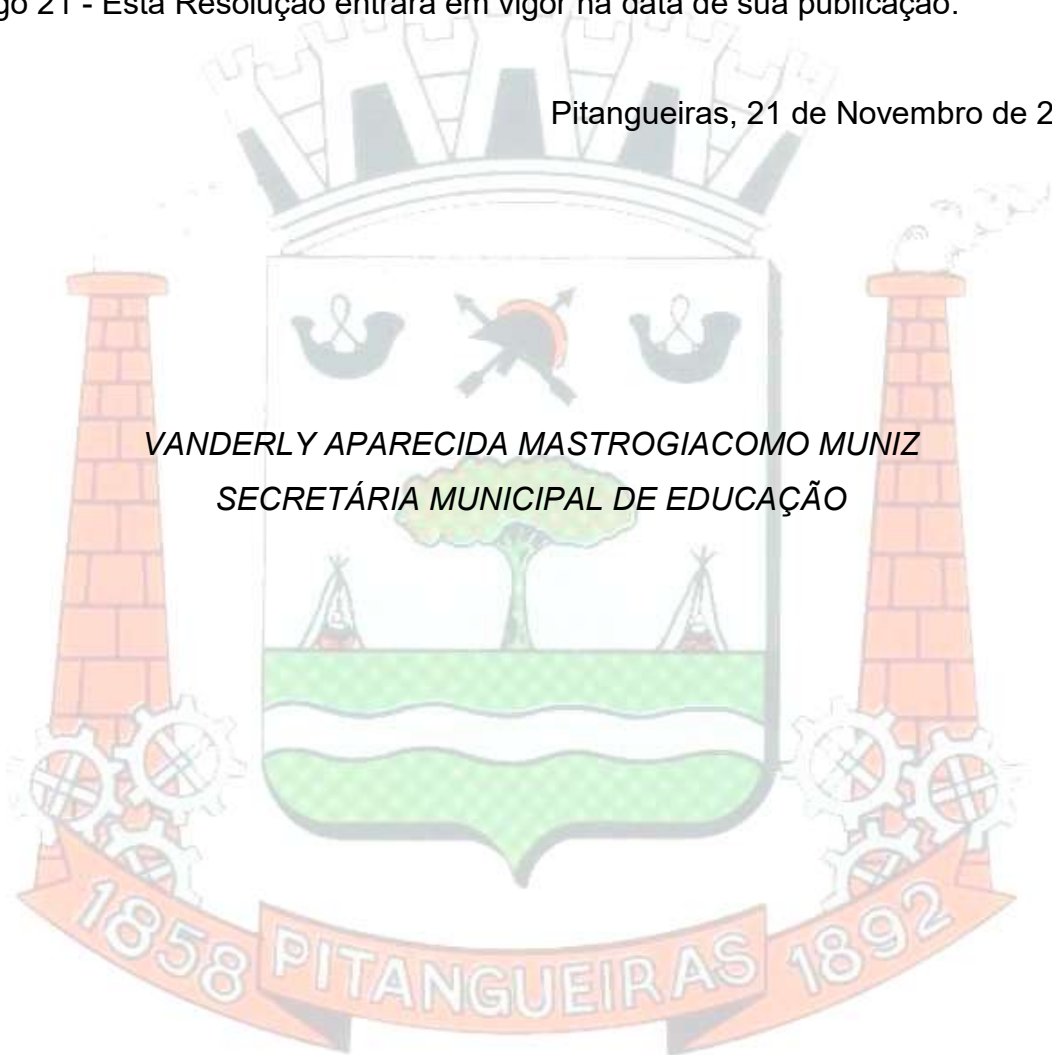 go 21 - Esta Resolução entrará em vigor na data de sua publicação.
Pitangueiras, 21 de Novembro de 2
VANDERLY APARECIDA MASTROGIACOMO MUNIZ
SECRETÁRIA MUNICIPAL DE EDUCAÇÃO
1858 PITANGUEIRAS 1892